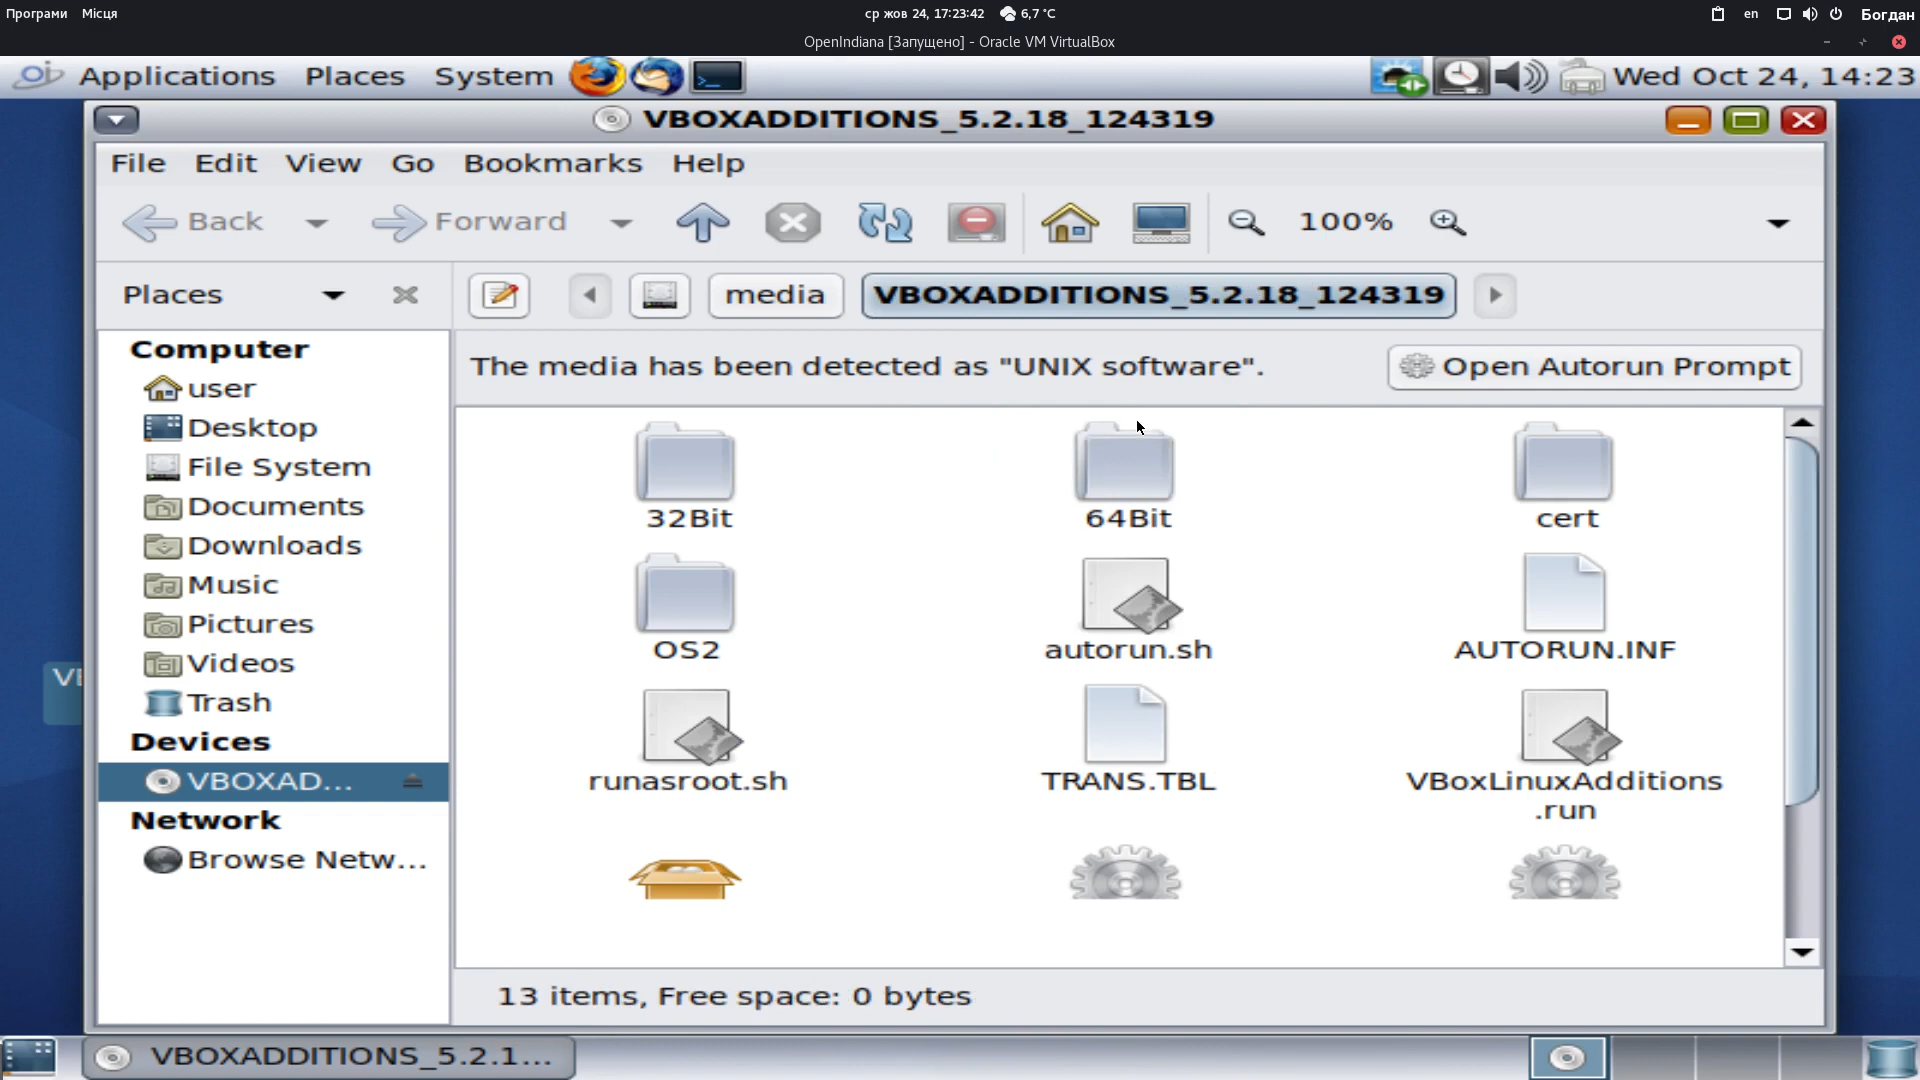 Програми Місця ср жов 24, 17:23:42 6,7 °C en Богдан
OpenIndiana [Запущено] - Oracle VM VirtualBox
Applications Places System Wed Oct 24, 14:23
VBOXADDITIONS_5.2.18_124319
File Edit View Go Bookmarks Help
Back Forward 100%
Places media VBOXADDITIONS_5.2.18_124319
The media has been detected as "UNIX software". Open Autorun Prompt
Computer
user
Desktop
File System
Documents
Downloads
Music
Pictures
Videos
Trash
Devices
VBOXAD...
Network
Browse Netw...
32Bit 64Bit cert
OS2 autorun.sh AUTORUN.INF
runasroot.sh TRANS.TBL VBoxLinuxAdditions
.run
13 items, Free space: 0 bytes
VBOXADDITIONS_5.2.1...